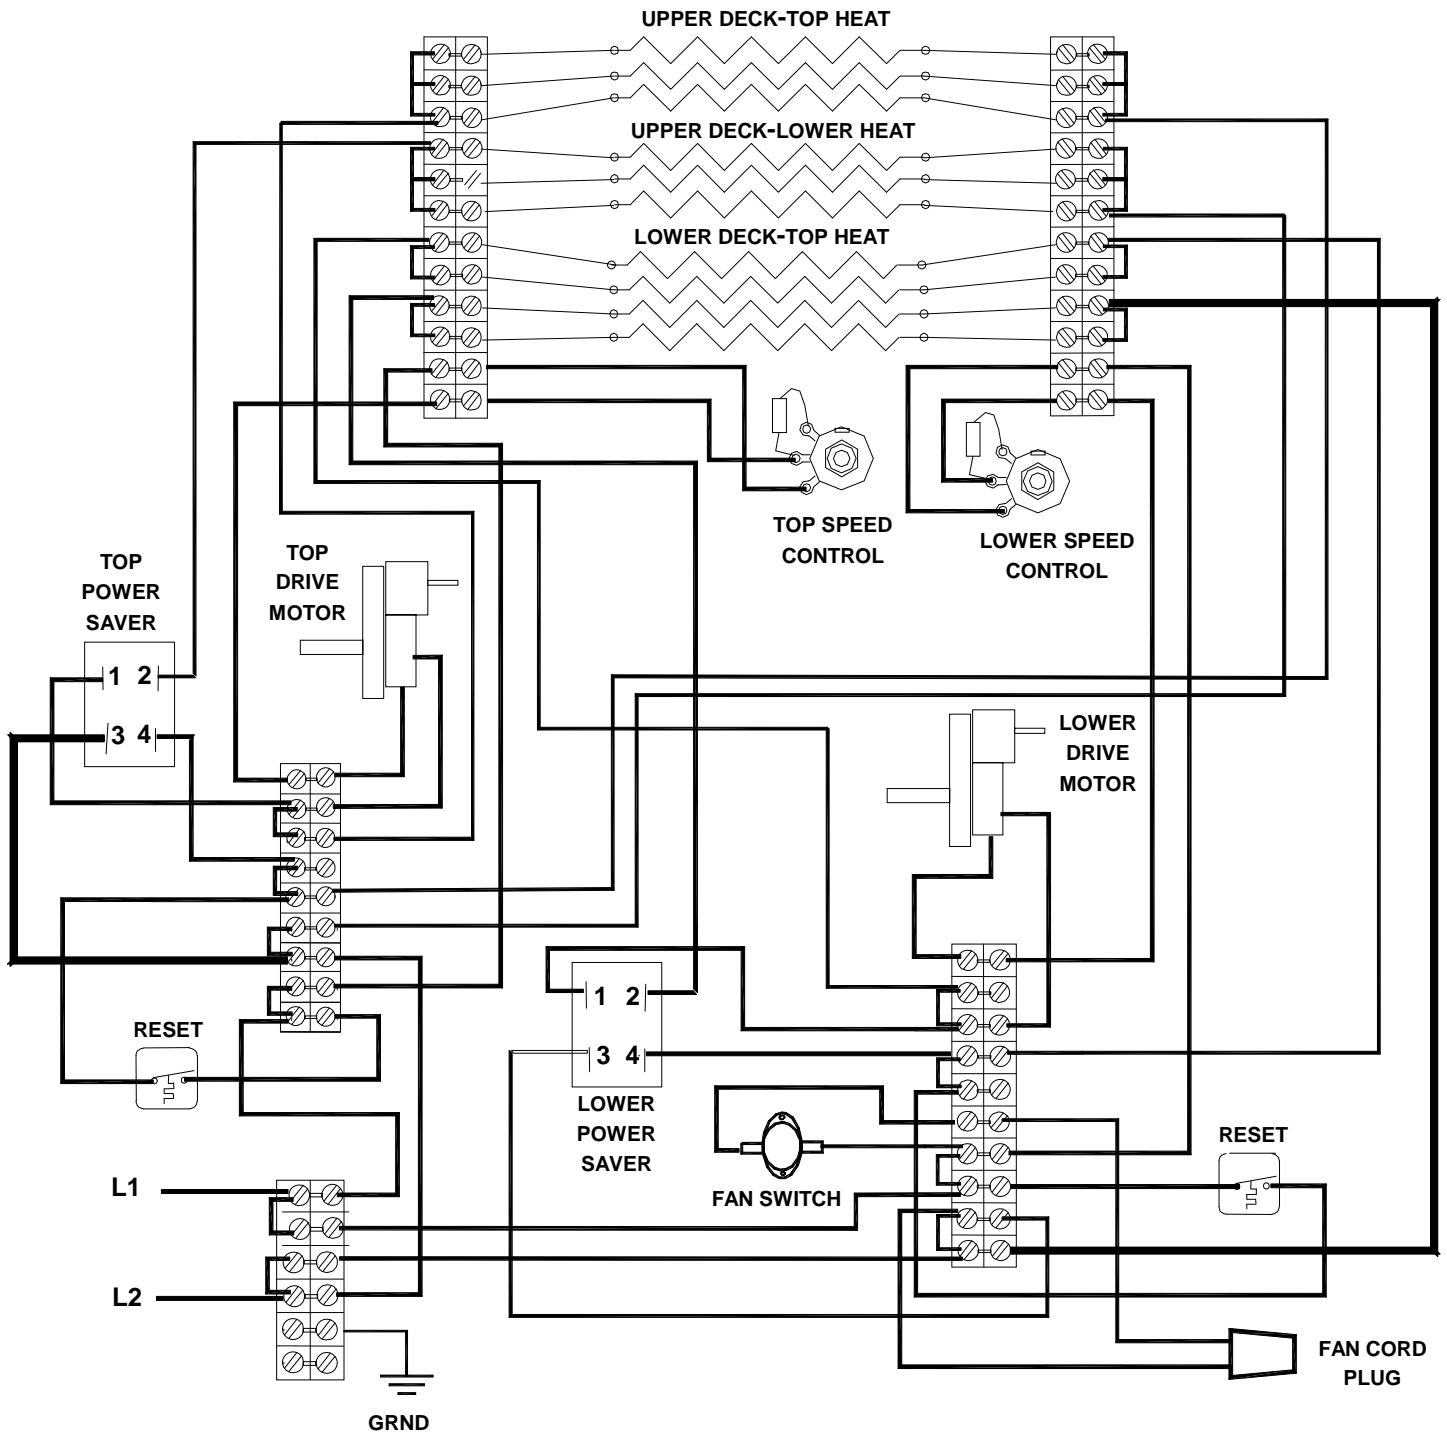 UPPER DECK-TOP HEAT
UPPER DECK-LOWER HEAT
LOWER DECK-TOP HEAT
TOP SPEED
CONTROL
LOWER SPEED
CONTROL
TOP
POWER
SAVER
TOP
DRIVE
MOTOR
1 2
3 4
LOWER
DRIVE
MOTOR
1 2
3 4
LOWER
POWER
SAVER
RESET
FAN SWITCH
RESET
L1
L2
GRND
FAN CORD
PLUG